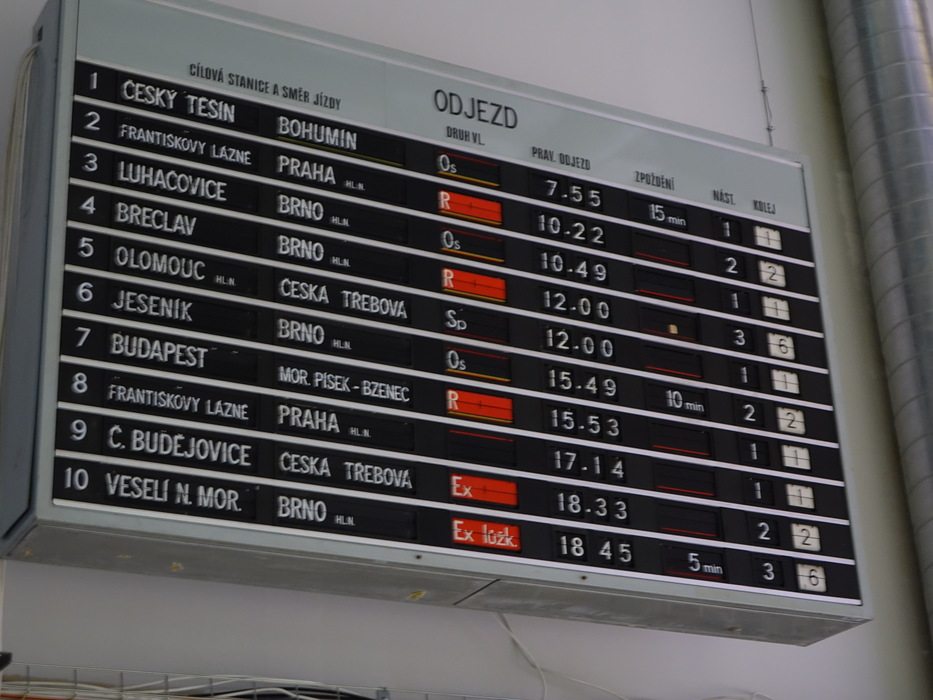 ODJEZD
CÍLOVÁ STANICE A SMĚR JÍZDY DRUH VL. PRAV. ODJEZD ZPOŽDĚNÍ NÁST. KOLEJ
1 ČESKÝ TĚŠÍN BOHUMÍN Os 7.55 15 min 1 1
2 FRANTIŠKOVY LÁZNĚ PRAHA HL.N. R 10.22 2 2
3 LUHAČOVICE BRNO HL.N. Os 10.49 1 1
4 BŘECLAV BRNO HL.N. R 12.00 3 6
5 OLOMOUC HL.N. ČESKÁ TŘEBOVÁ Sp 12.00 1 1
6 JESENÍK BRNO HL.N. Os 15.49 10 min 2 2
7 BUDAPEST MOR. PÍSEK-BZENEC R 15.53 1 1
8 FRANTIŠKOVY LÁZNĚ PRAHA HL.N. 17.14 1 1
9 Č. BUDĚJOVICE ČESKÁ TŘEBOVÁ Ex 18.33 2 2
10 VESELÍ N. MOR. BRNO HL.N. Ex lůžk. 18 45 5 min 3 6